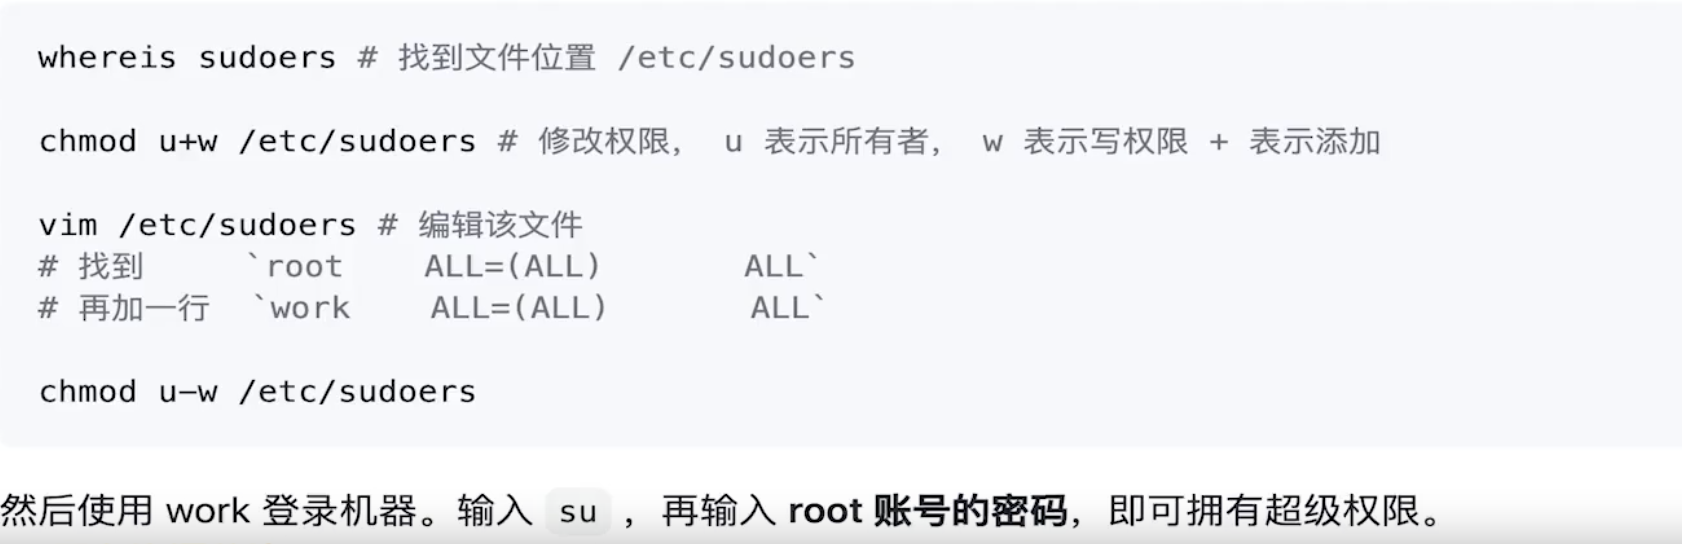 whereis sudoers # 找到文件位置 /etc/sudoers
chmod u+w /etc/sudoers # 修改权限， u 表示所有者， w 表示写权限 + 表示添加
vim /etc/sudoers # 编辑该文件
# 找到 `root ALL=(ALL) ALL`
# 再加一行 `work ALL=(ALL) ALL`
chmod u-w /etc/sudoers
然后使用 work 登录机器。输入 su ，再输入 root 账号的密码，即可拥有超级权限。